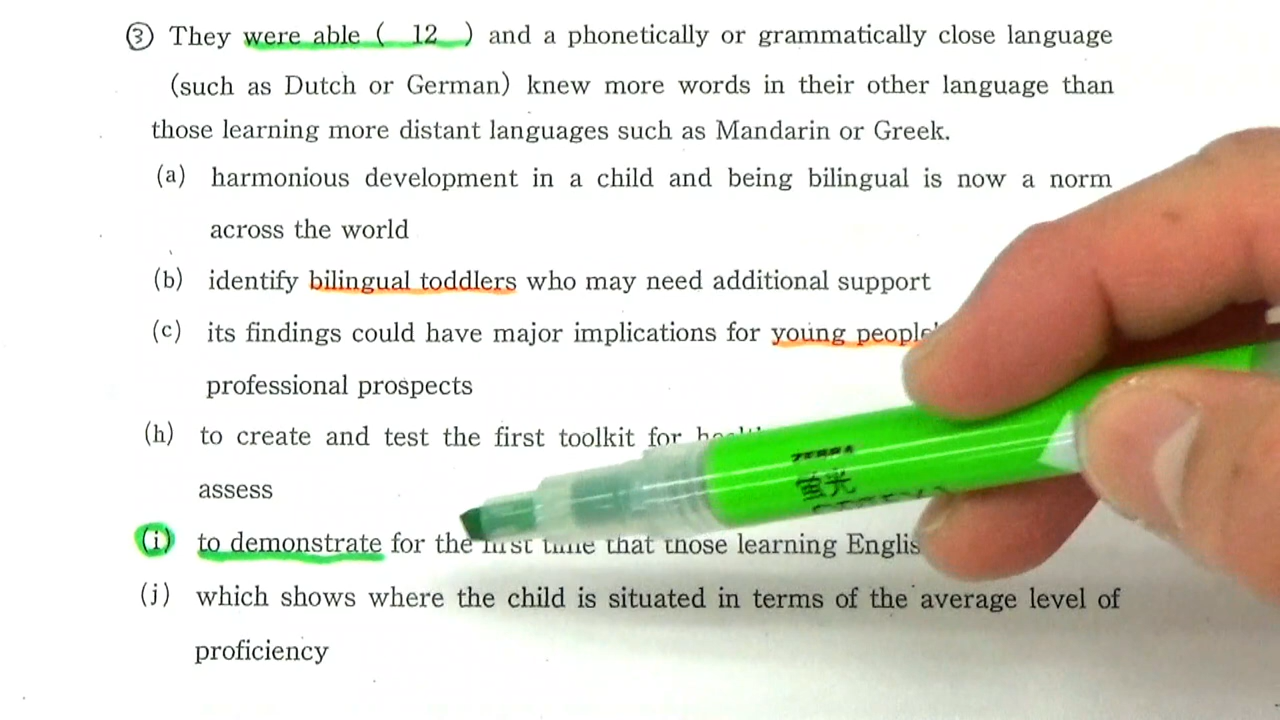 ③ They were able ( 12 ) and a phonetically or grammatically close language
(such as Dutch or German) knew more words in their other language than
those learning more distant languages such as Mandarin or Greek.
(a) harmonious development in a child and being bilingual is now a norm
across the world
(b) identify bilingual toddlers who may need additional support
(c) its findings could have major implications for young people'
professional prospects
(h) to create and test the first toolkit for
assess
(i) to demonstrate for the first time that those learning Englis
(j) which shows where the child is situated in terms of the average level of
proficiency
ZEBRA
蛍光